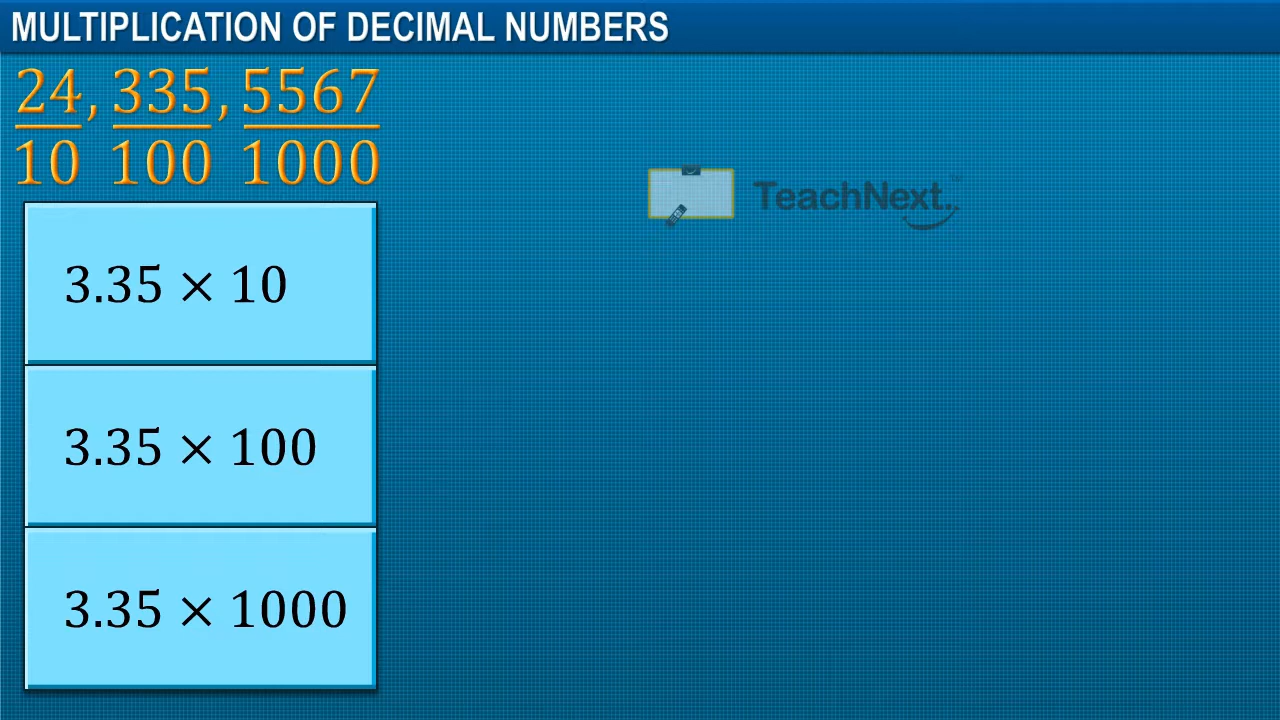 MULTIPLICATION OF DECIMAL NUMBERS
24/10, 335/100, 5567/1000
TeachNext™
3.35 × 10
3.35 × 100
3.35 × 1000